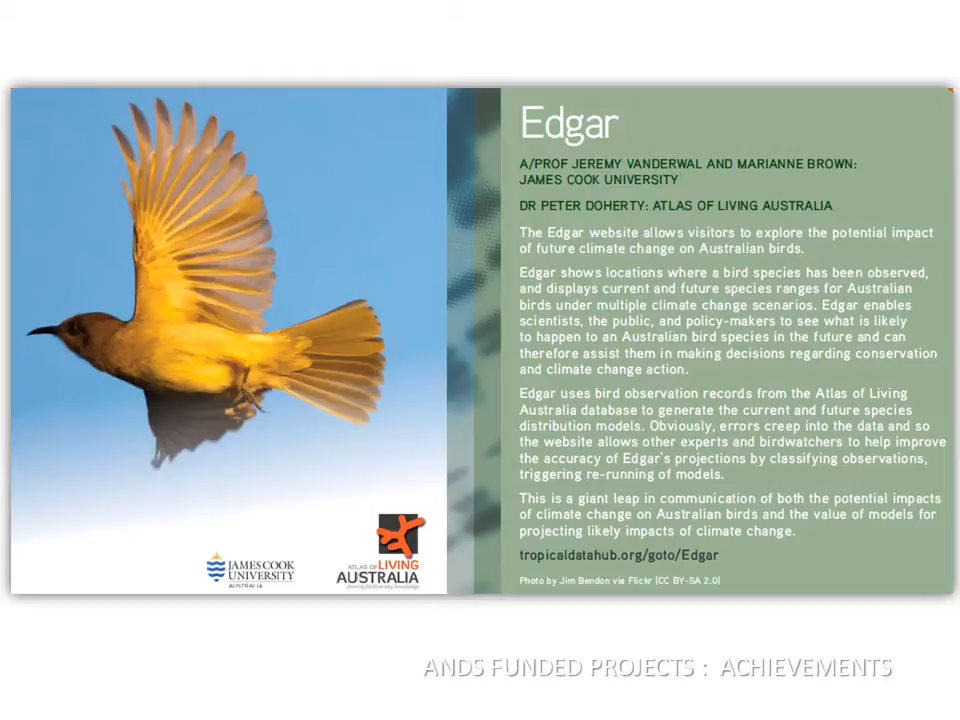 Edgar
A/PROF JEREMY VANDERWAL AND MARIANNE BROWN:
JAMES COOK UNIVERSITY
DR PETER DOHERTY: ATLAS OF LIVING AUSTRALIA
The Edgar website allows visitors to explore the potential impact
of future climate change on Australian birds.
Edgar shows locations where a bird species has been observed,
and displays current and future species ranges for Australian
birds under multiple climate change scenarios. Edgar enables
scientists, the public, and policy-makers to see what is likely
to happen to an Australian bird species in the future and can
therefore assist them in making decisions regarding conservation
and climate change action.
Edgar uses bird observation records from the Atlas of Living
Australia database to generate the current and future species
distribution models. Obviously, errors creep into the data and so
the website allows other experts and birdwatchers to help improve
the accuracy of Edgar's projections by classifying observations,
triggering re-running of models.
This is a giant leap in communication of both the potential impacts
of climate change on Australian birds and the value of models for
projecting likely impacts of climate change.
tropicaldatahub.org/goto/Edgar
Photo by Jim Bendon via Flickr (CC BY-SA 2.0)
JAMES COOK
UNIVERSITY
AUSTRALIA
ATLAS OF LIVING
AUSTRALIA
ANDS FUNDED PROJECTS : ACHIEVEMENTS